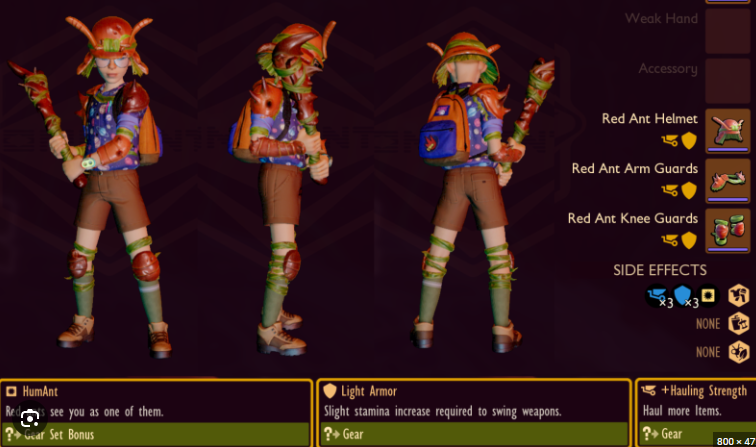 Weak Hand
Accessory
Red Ant Helmet
Red Ant Arm Guards
Red Ant Knee Guards
SIDE EFFECTS
×3 ×3
NONE
NONE
HumAnt
see you as one of them.
Gear Set Bonus
Light Armor
Slight stamina increase required to swing weapons.
Gear
+Hauling Strength
Haul more Items.
Gear
800 × 47